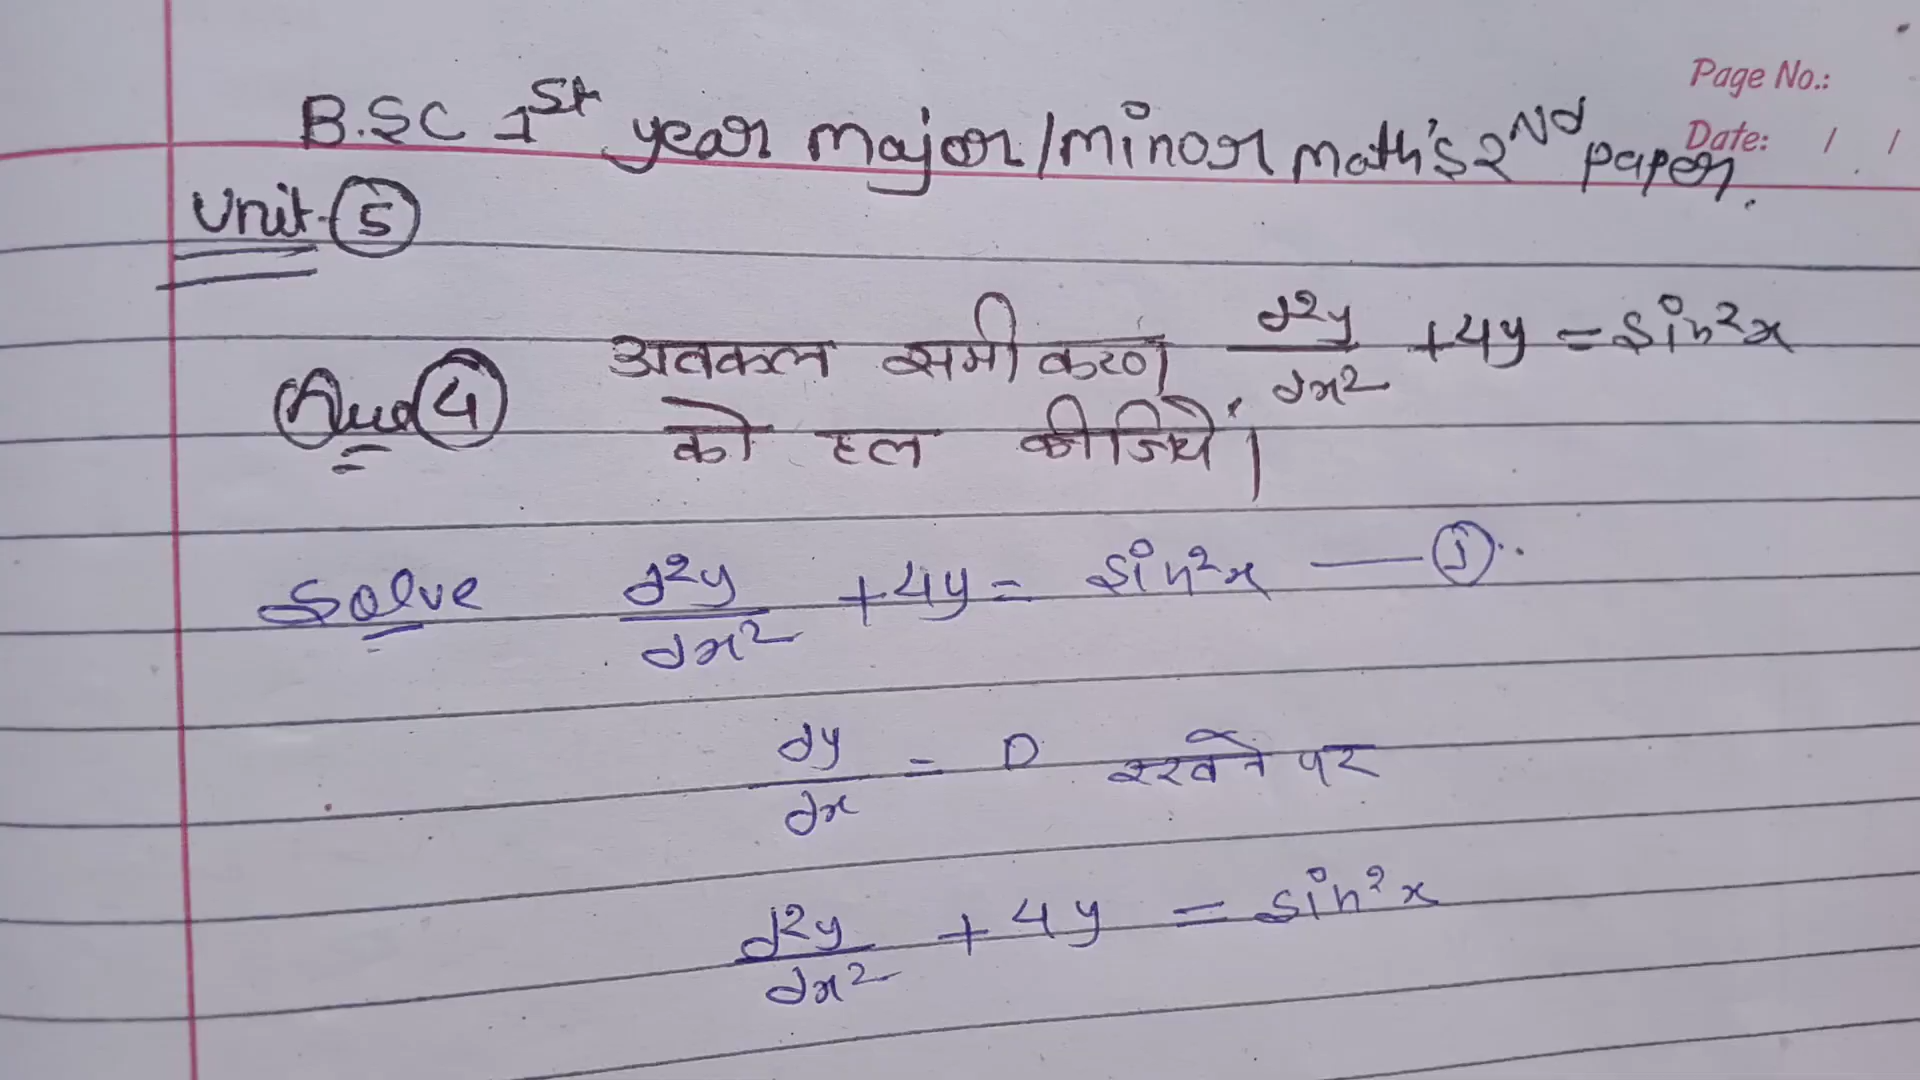 Page No.:
Date: / /
B.SC 1st year major/minor math's 2Nd paper.
Unit-5
Que 4 अवकल समीकरण d²y/dx² + 4y = sin²x
को हल कीजिये।
Solve d²y/dx² + 4y = sin²x — 1
dy/dx = D रखने पर
d²y/dx² + 4y = sin²x